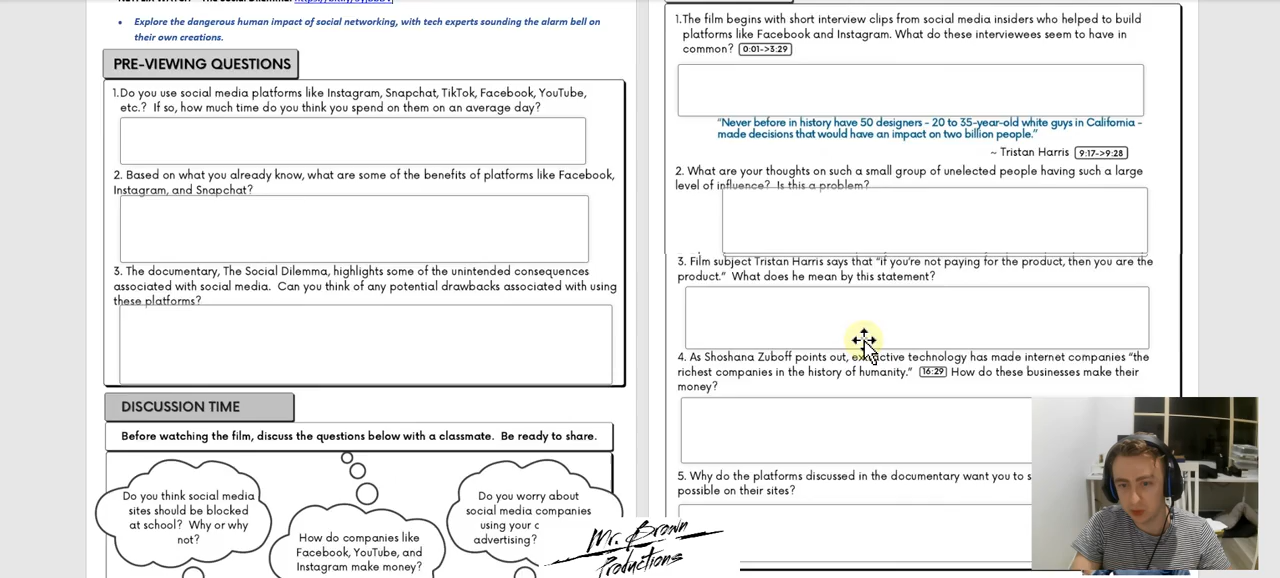 Explore the dangerous human impact of social networking, with tech experts sounding the alarm bell on
their own creations.
PRE-VIEWING QUESTIONS
1.Do you use social media platforms like Instagram, Snapchat, TikTok, Facebook, YouTube,
etc.? If so, how much time do you think you spend on them on an average day?
2. Based on what you already know, what are some of the benefits of platforms like Facebook,
Instagram, and Snapchat?
3. The documentary, The Social Dilemma, highlights some of the unintended consequences
associated with social media. Can you think of any potential drawbacks associated with using
these platforms?
DISCUSSION TIME
Before watching the film, discuss the questions below with a classmate. Be ready to share.
Do you think social media
sites should be blocked
at school? Why or why
not?
How do companies like
Facebook, YouTube, and
Instagram make money?
Do you worry about
social media companies
using your
advertising?
1.The film begins with short interview clips from social media insiders who helped to build
platforms like Facebook and Instagram. What do these interviewees seem to have in
common? 0:01->3:29
"Never before in history have 50 designers - 20 to 35-year-old white guys in California -
made decisions that would have an impact on two billion people."
~ Tristan Harris 9:17->9:28
2. What are your thoughts on such a small group of unelected people having such a large
level of influence? Is this a problem?
3. Film subject Tristan Harris says that "if you're not paying for the product, then you are the
product." What does he mean by this statement?
4. As Shoshana Zuboff points out, technology has made internet companies "the
richest companies in the history of humanity." 16:29 How do these businesses make their
money?
5. Why do the platforms discussed in the documentary want you to
possible on their sites?
Mr. Brown
Productions